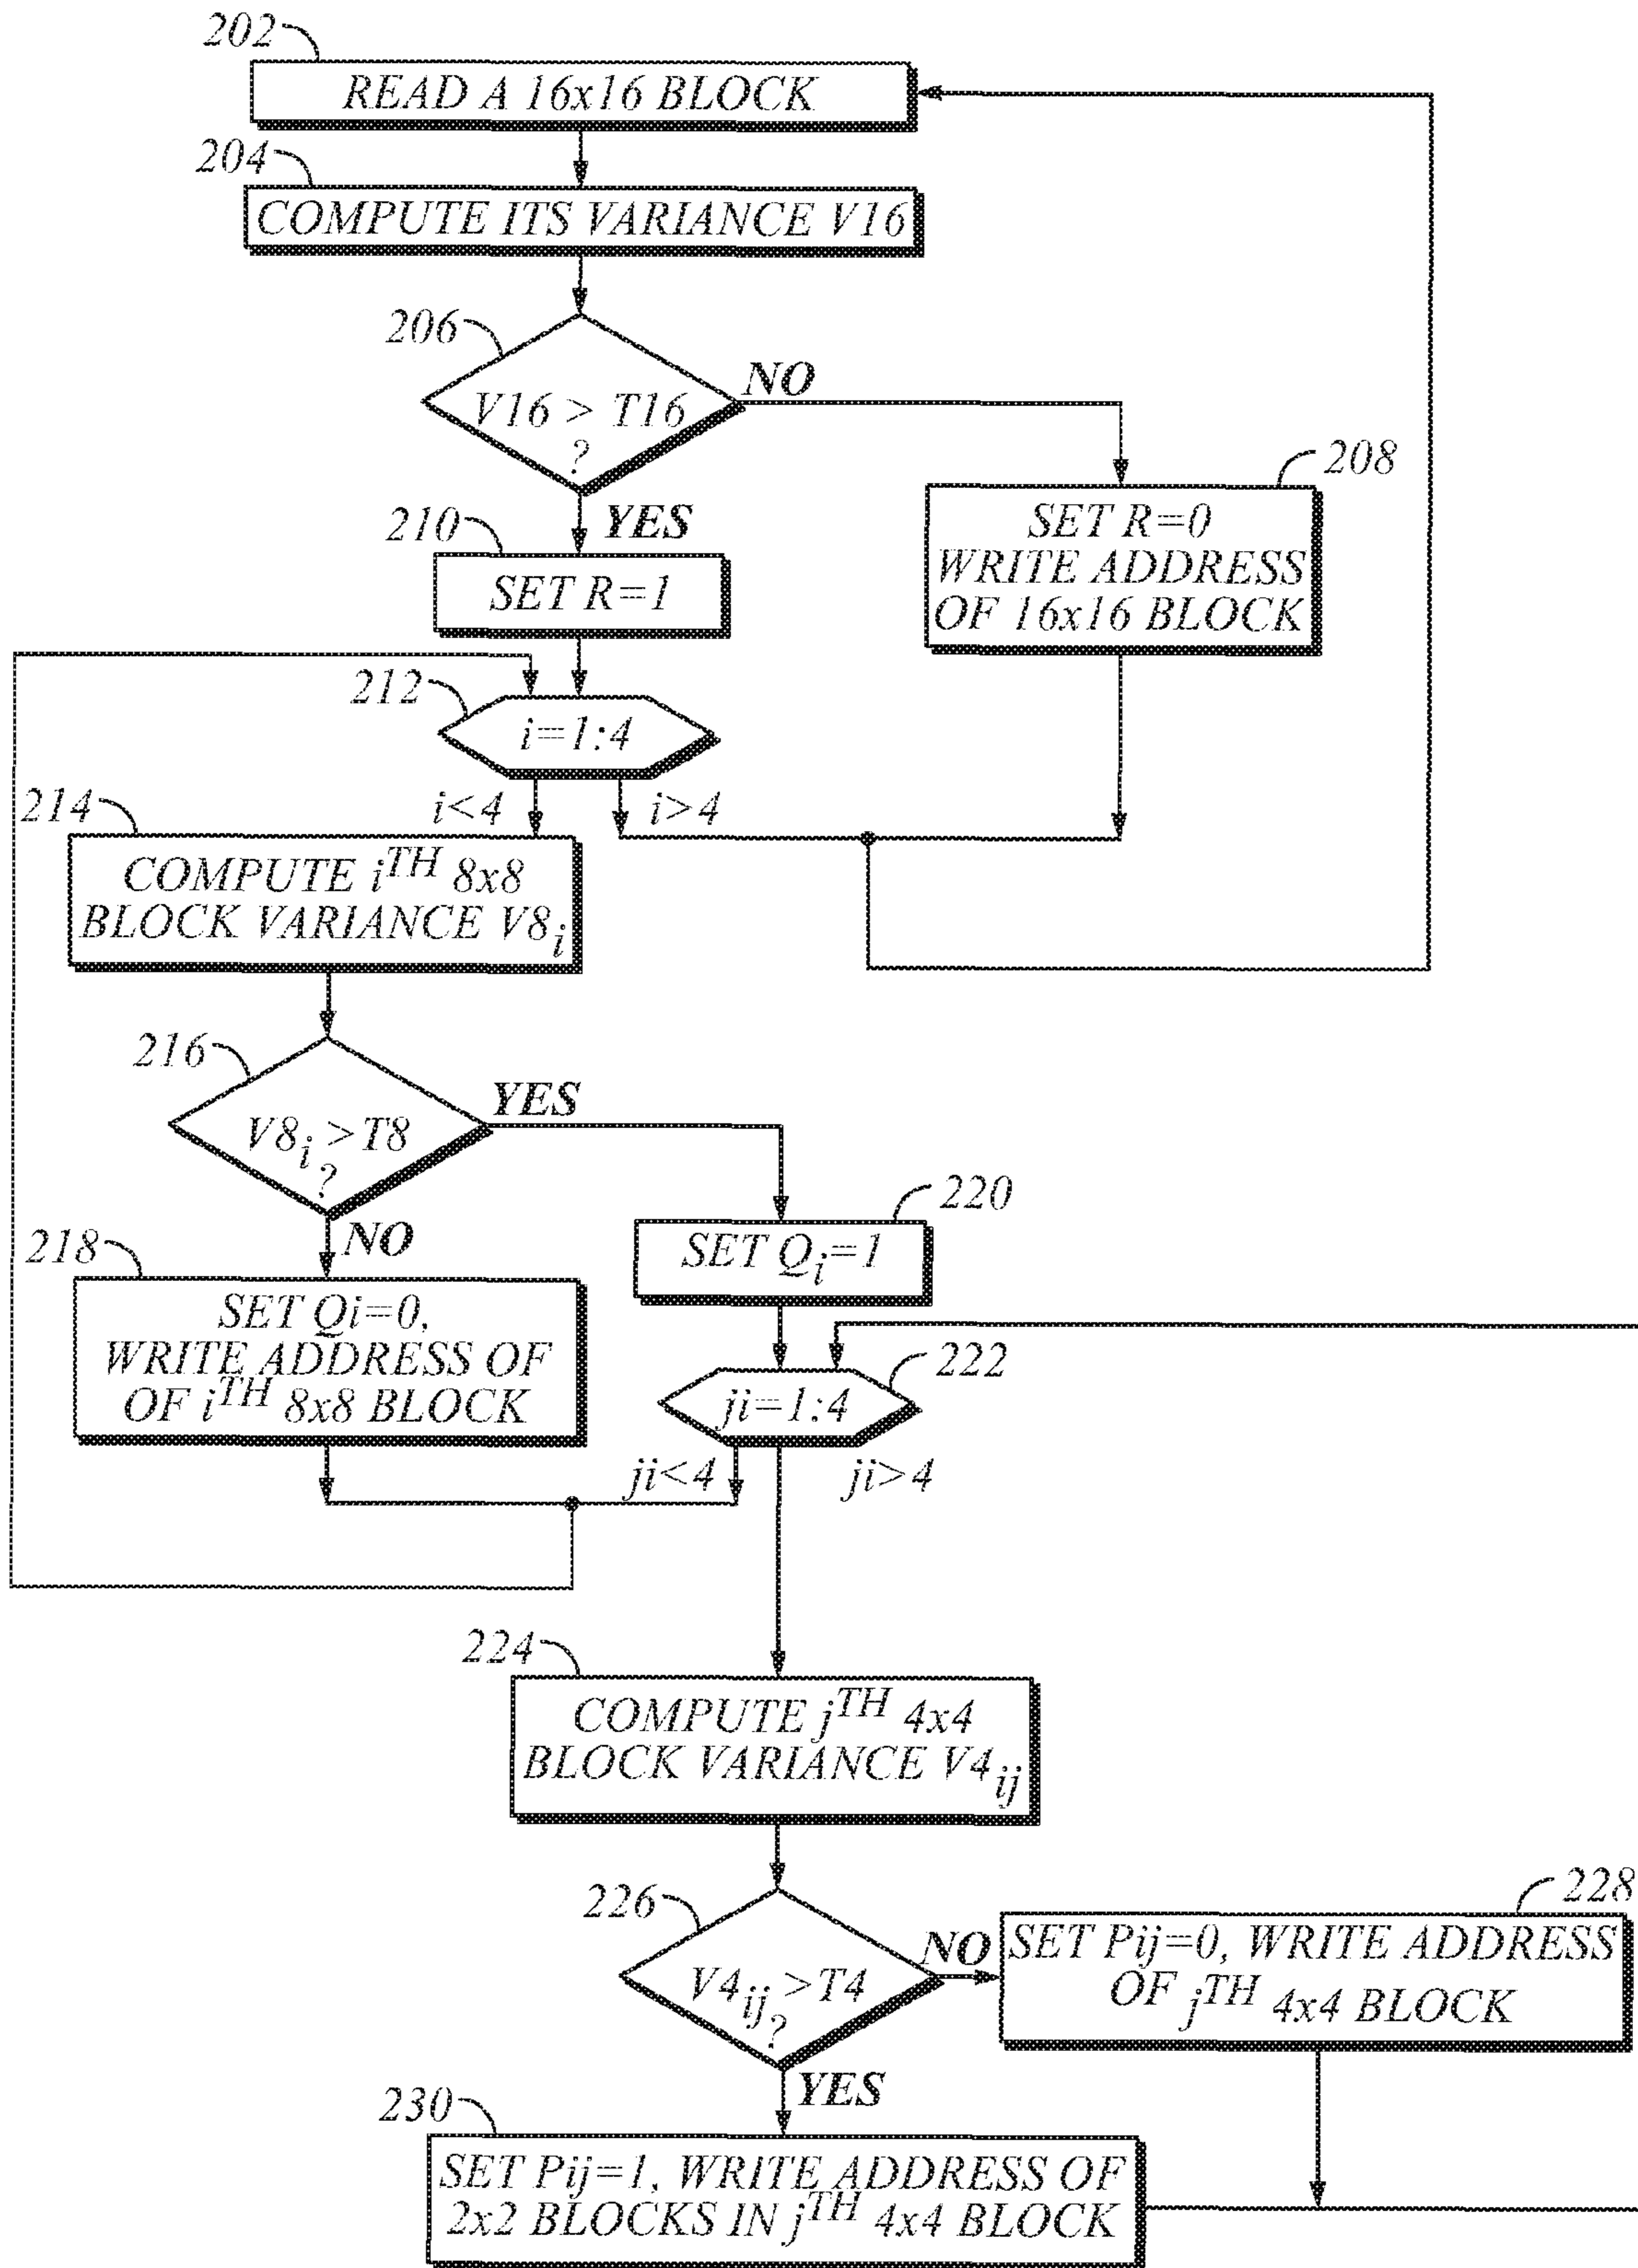 202
READ A 16x16 BLOCK
204
COMPUTE ITS VARIANCE V16
206
V16 > T16
?
NO
YES
208
SET R=0
WRITE ADDRESS
OF 16x16 BLOCK
210
SET R=1
212
i=1:4
i<4
i>4
214
COMPUTE i^TH 8x8
BLOCK VARIANCE V8_i
216
V8_i >T8
?
YES
NO
218
SET Qi=0,
WRITE ADDRESS OF
OF i^TH 8x8 BLOCK
220
SET Q_i=1
222
ji=1:4
ji<4
ji>4
224
COMPUTE j^TH 4x4
BLOCK VARIANCE V4_ij
226
V4_ij >T4
?
NO
YES
228
SET Pij=0, WRITE ADDRESS
OF j^TH 4x4 BLOCK
230
SET Pij=1, WRITE ADDRESS OF
2x2 BLOCKS IN j^TH 4x4 BLOCK